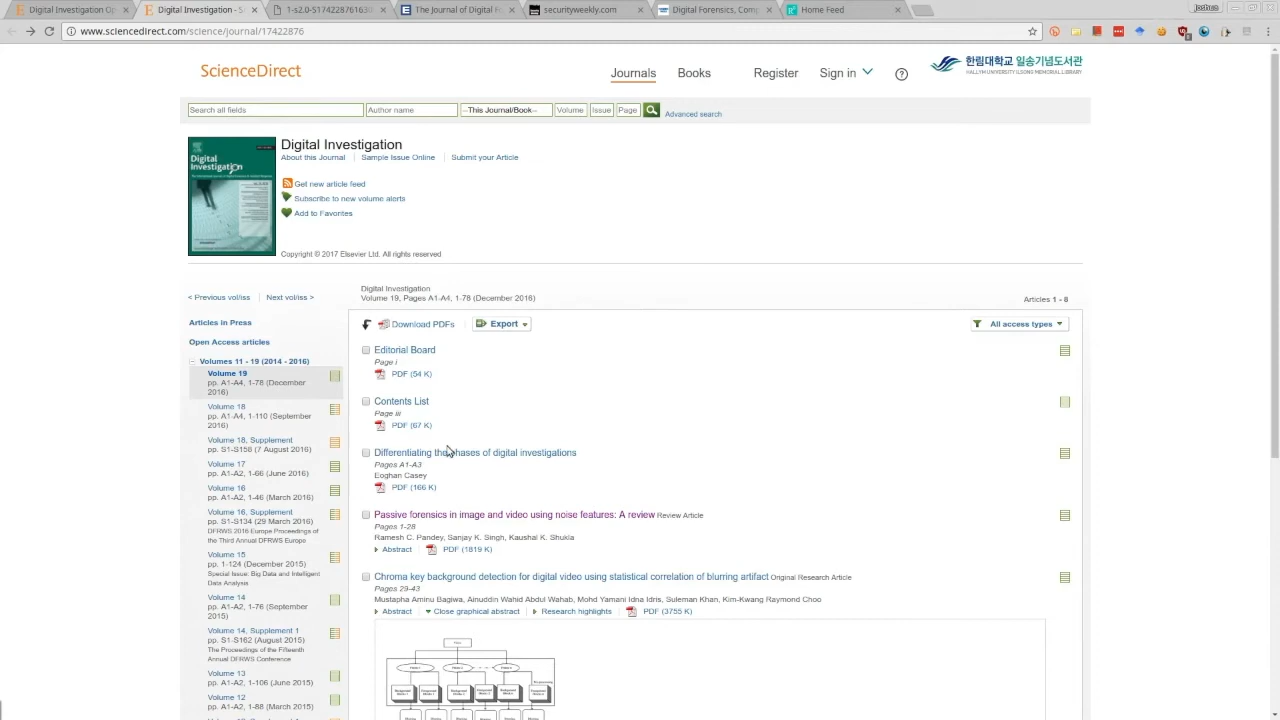 Digital Investigation Op
Digital Investigation - S
1-s2.0-S174228761630
The Journal of Digital Fo
securityweekly.com
Digital Forensics, Comp
Home Feed
Joshua
www.sciencedirect.com/science/journal/17422876
ScienceDirect
Journals
Books
Register
Sign in
?
한림대학교 일송기념도서관
HALLYM UNIVERSITY ILSONG MEMORIAL LIBRARY
Search all fields
Author name
--This Journal/Book--
Volume
Issue
Page
Advanced search
Digital Investigation
Digital Investigation
About this Journal
Sample Issue Online
Submit your Article
Get new article feed
Subscribe to new volume alerts
Add to Favorites
Copyright © 2017 Elsevier Ltd. All rights reserved
< Previous vol/iss
Next vol/iss >
Digital Investigation
Volume 19, Pages A1-A4, 1-78 (December 2016)
Articles 1 - 8
Articles in Press
Open Access articles
Volumes 11 - 19 (2014 - 2016)
Volume 19
pp. A1-A4, 1-78 (December
2016)
Volume 18
pp. A1-A4, 1-110 (September
2016)
Volume 18, Supplement
pp. S1-S158 (7 August 2016)
Volume 17
pp. A1-A2, 1-66 (June 2016)
Volume 16
pp. A1-A2, 1-46 (March 2016)
Volume 16, Supplement
pp. S1-S134 (29 March 2016)
DFRWS 2016 Europe Proceedings of
the Third Annual DFRWS Europe
Volume 15
pp. 1-124 (December 2015)
Special Issue: Big Data and Intelligent
Data Analysis
Volume 14
pp. A1-A2, 1-76 (September
2015)
Volume 14, Supplement 1
pp. S1-S162 (August 2015)
The Proceedings of the Fifteenth
Annual DFRWS Conference
Volume 13
pp. A1-A2, 1-106 (June 2015)
Volume 12
pp. A1-A2, 1-88 (March 2015)
Download PDFs
Export
All access types
Editorial Board
Page i
PDF (54 K)
Contents List
Page iii
PDF (67 K)
Differentiating the phases of digital investigations
Pages A1-A3
Eoghan Casey
PDF (166 K)
Passive forensics in image and video using noise features: A review Review Article
Pages 1-28
Ramesh C. Pandey, Sanjay K. Singh, Kaushal K. Shukla
Abstract
PDF (1819 K)
Chroma key background detection for digital video using statistical correlation of blurring artifact Original Research Article
Pages 29-43
Mustapha Aminu Bagiwa, Ainuddin Wahid Abdul Wahab, Mohd Yamani Idna Idris, Suleman Khan, Kim-Kwang Raymond Choo
Abstract
Close graphical abstract
Research highlights
PDF (3755 K)